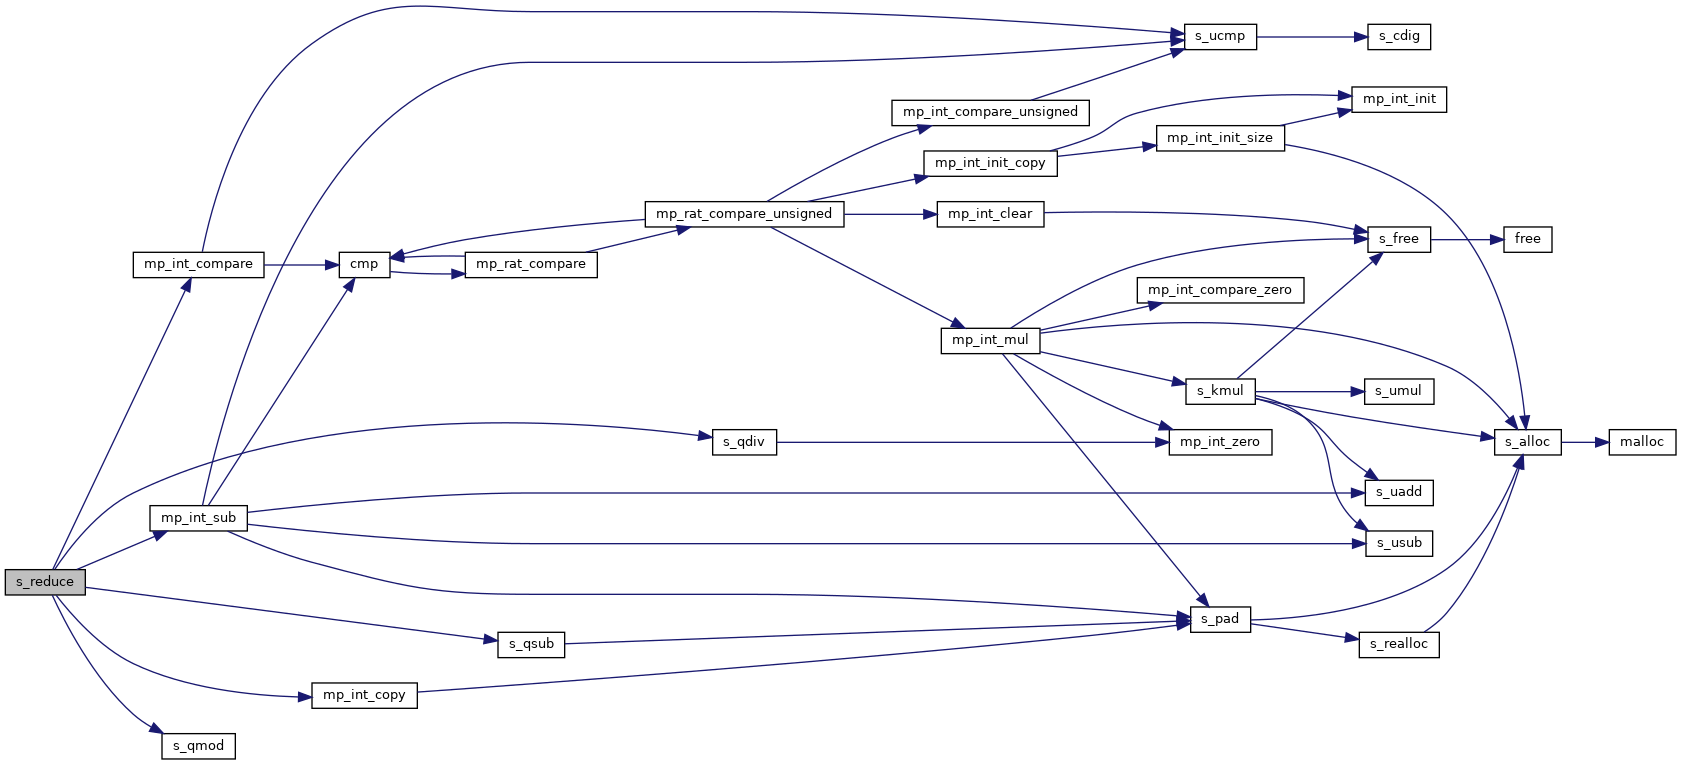 s_ucmp
s_cdig
mp_int_compare_unsigned
mp_int_init
mp_int_init_size
mp_int_init_copy
mp_rat_compare_unsigned
mp_int_clear
s_free
free
mp_int_compare
cmp
mp_rat_compare
mp_int_compare_zero
mp_int_mul
s_kmul
s_umul
s_qdiv
mp_int_zero
s_alloc
malloc
s_uadd
mp_int_sub
s_usub
s_reduce
s_pad
s_qsub
s_realloc
mp_int_copy
s_qmod